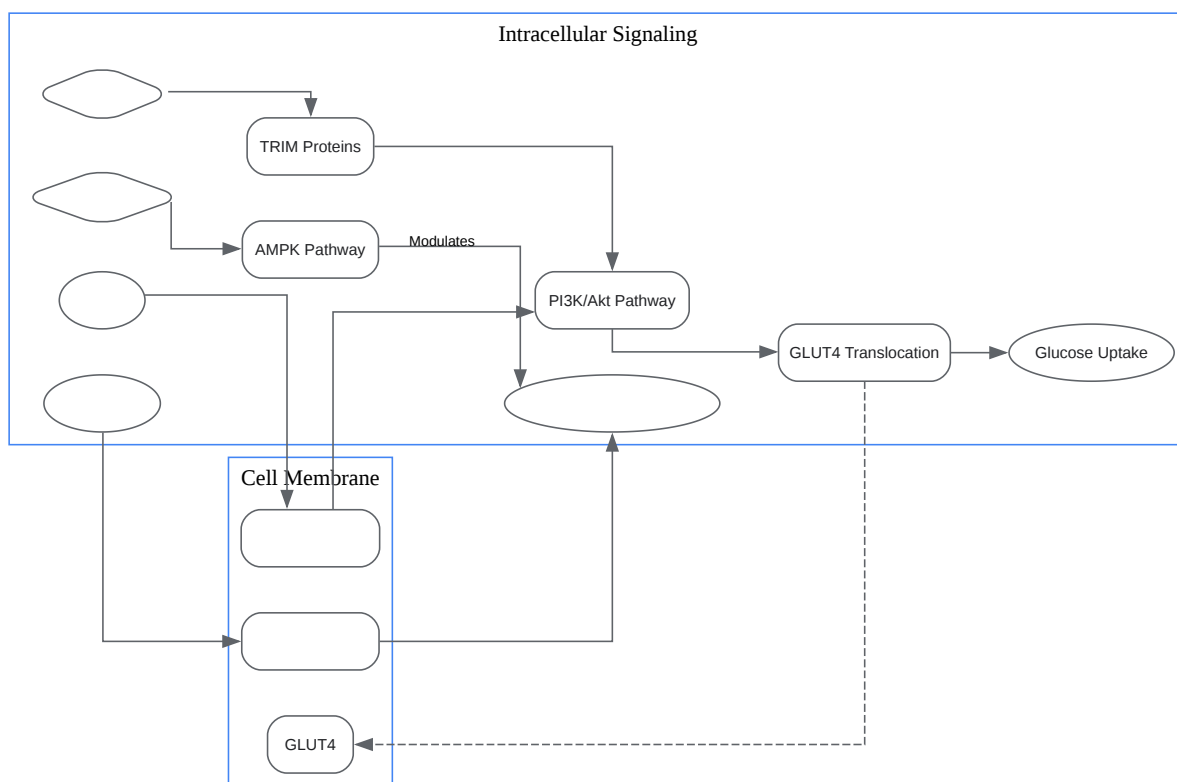 Intracellular Signaling
TRIM Proteins
AMPK Pathway
Modulates
PI3K/Akt Pathway
GLUT4 Translocation
Glucose Uptake
Cell Membrane
GLUT4